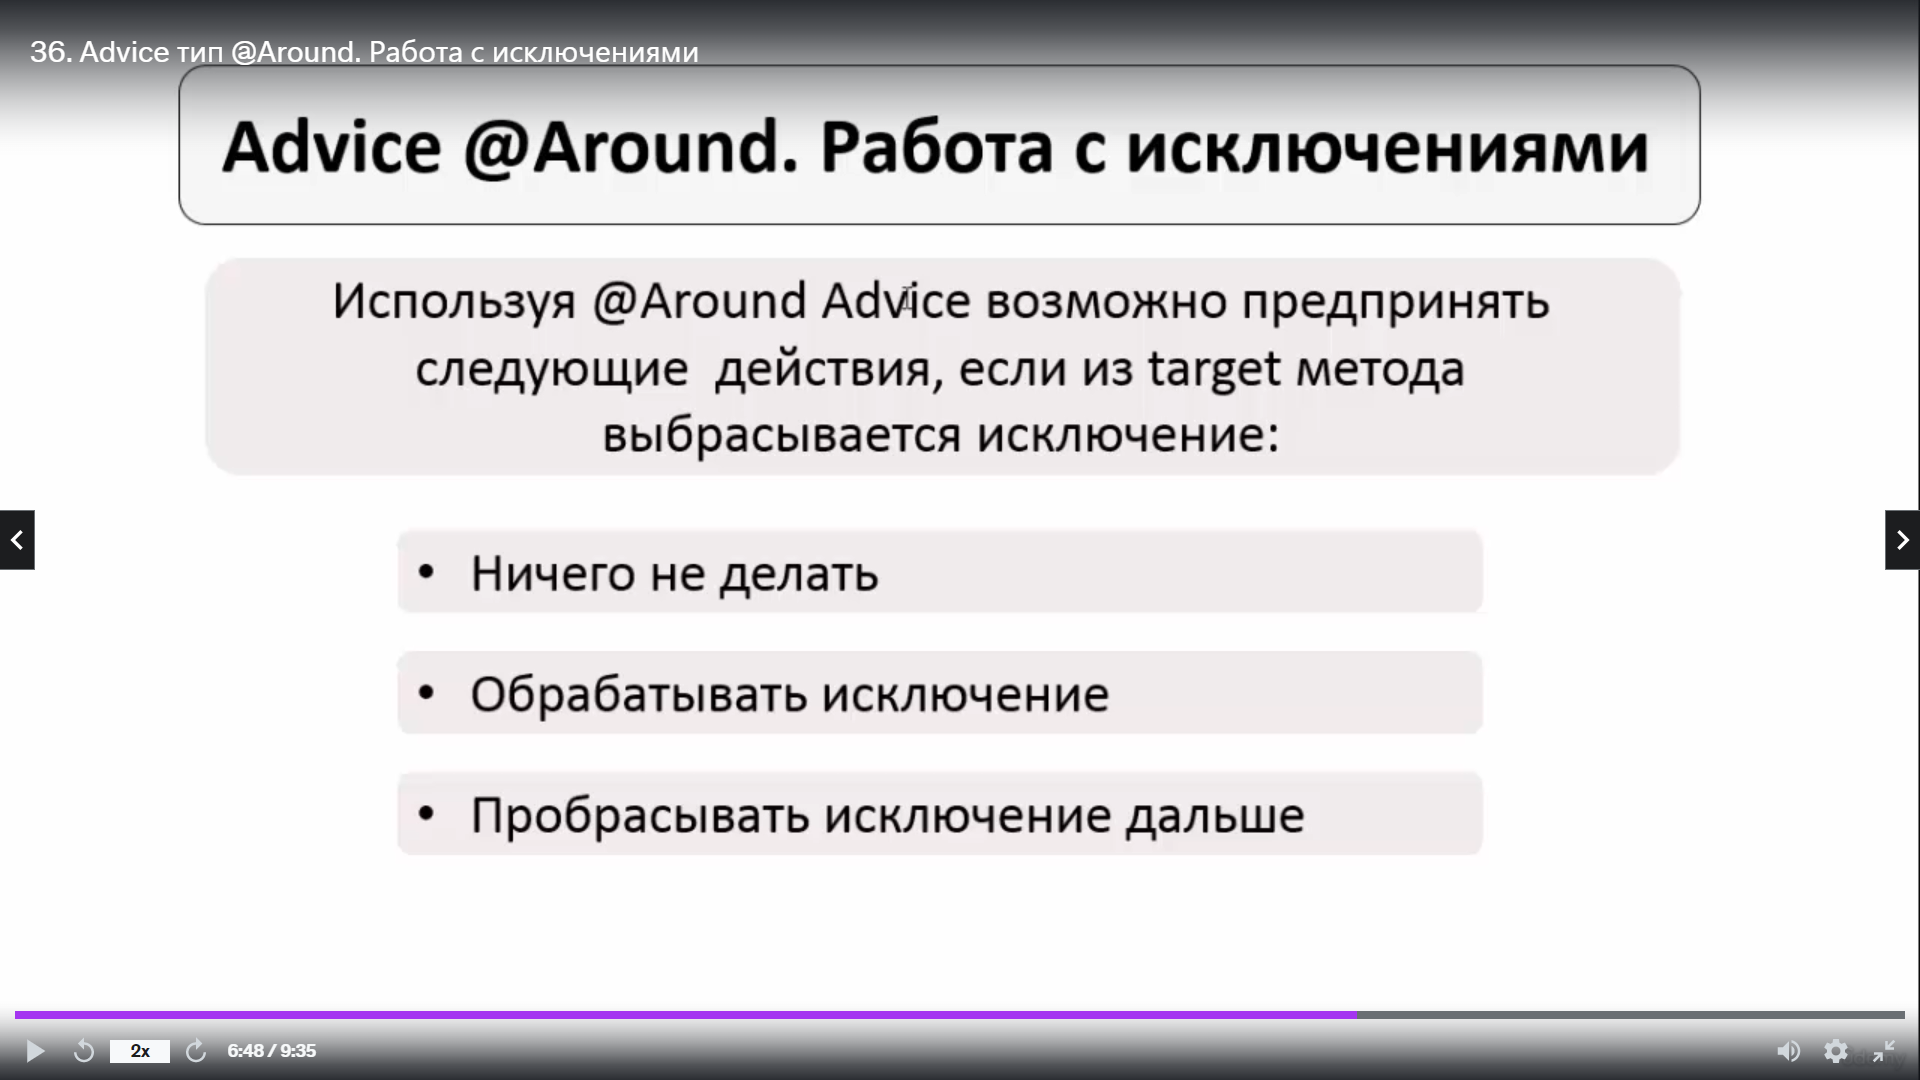 36. Advice тип @Around. Работа с исключениями
Advice @Around. Работа с исключениями
Используя @Around Advice возможно предпринять
следующие действия, если из target метода
выбрасывается исключение:
• Ничего не делать
• Обрабатывать исключение
• Пробрасывать исключение дальше
2x
6:48 / 9:35